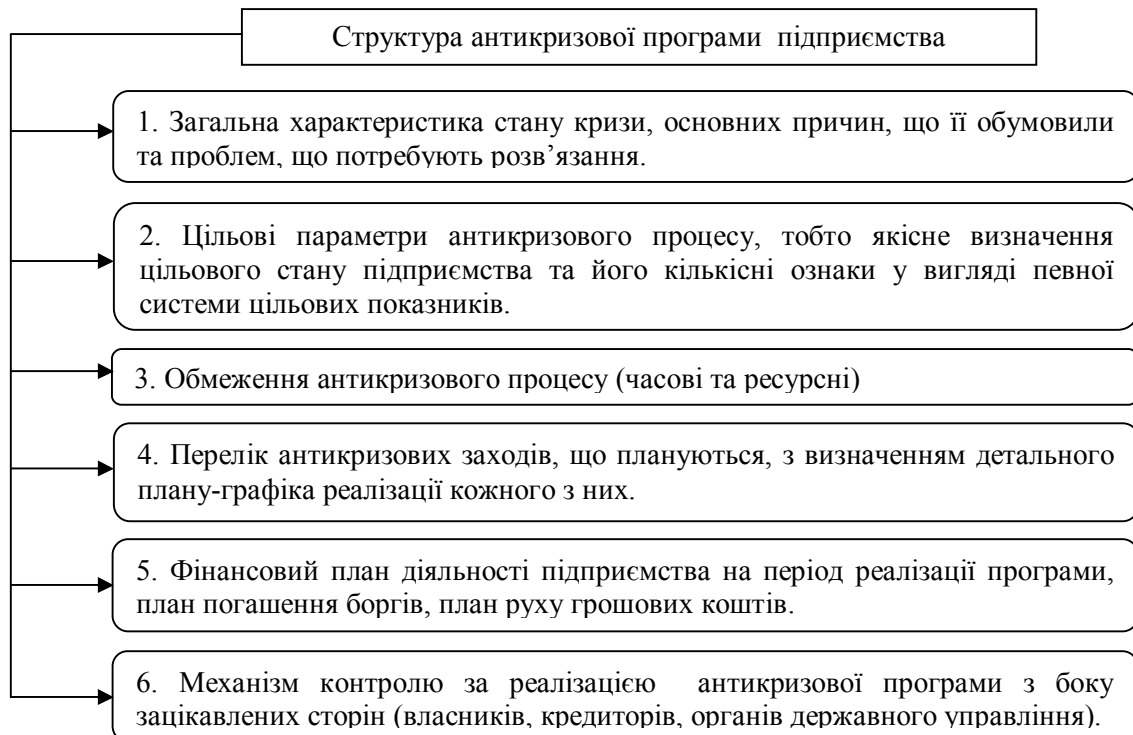 Структура антикризової програми підприємства
1. Загальна характеристика стану кризи, основних причин, що її обумовили
та проблем, що потребують розв’язання.
2. Цільові параметри антикризового процесу, тобто якісне визначення
цільового стану підприємства та його кількісні ознаки у вигляді певної
системи цільових показників.
3. Обмеження антикризового процесу (часові та ресурсні)
4. Перелік антикризових заходів, що плануються, з визначенням детального
плану-графіка реалізації кожного з них.
5. Фінансовий план діяльності підприємства на період реалізації програми,
план погашення боргів, план руху грошових коштів.
6. Механізм контролю за реалізацією антикризової програми з боку
зацікавлених сторін (власників, кредиторів, органів державного управління).